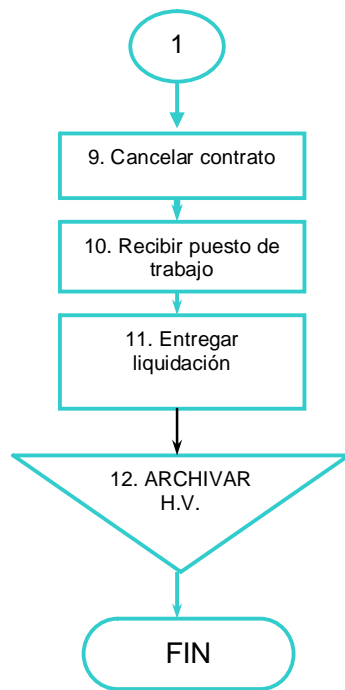 1
9. Cancelar contrato
10. Recibir puesto de
trabajo
11. Entregar
liquidación
12. ARCHIVAR
H.V.
FIN